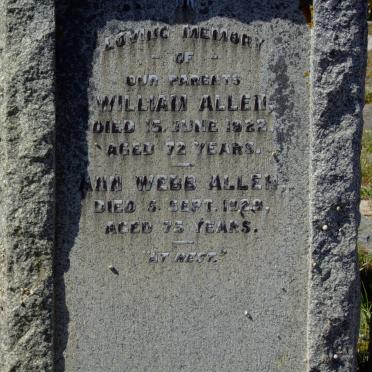 LOVING MEMORY
OF
OUR PARENTS
WILLIAM ALLEN.
DIED 15. JUNE 1922.
AGED 72 YEARS.
ANN WEBB ALLEN
DIED 5. SEPT. 1929.
AGED 75 YEARS.
"AT REST"